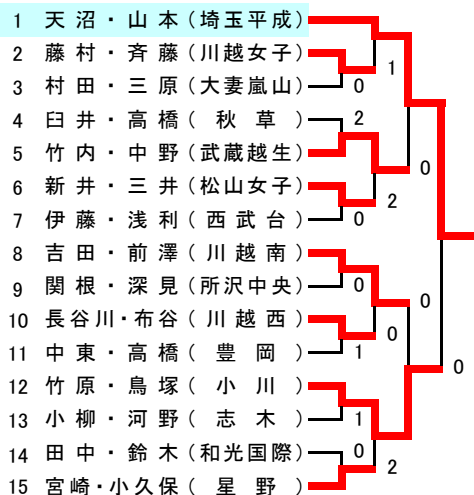 1 天沼・山本（埼玉平成）
2 藤村・斉藤（川越女子）
3 村田・三原（大妻嵐山）
4 臼井・高橋（秋草）
5 竹内・中野（武蔵越生）
6 新井・三井（松山女子）
7 伊藤・浅利（西武台）
8 吉田・前澤（川越南）
9 関根・深見（所沢中央）
10 長谷川・布谷（川越西）
11 中東・高橋（豊岡）
12 竹原・鳥塚（小川）
13 小柳・河野（志木）
14 田中・鈴木（和光国際）
15 宮崎・小久保（星野）
1
0
2
0
2
0
0
0
0
1
0
1
0
2